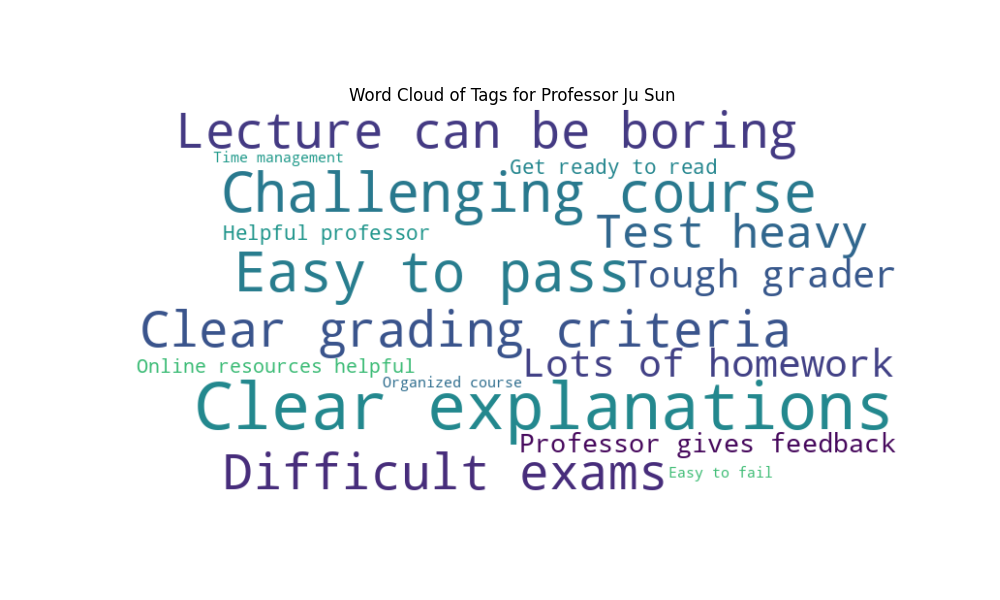 Word Cloud of Tags for Professor Ju Sun
Lecture can be boring
Time management
Get ready to read
Challenging course
Helpful professor
Test heavy
Easy to pass
Tough grader
Clear grading criteria
Lots of homework
Online resources helpful
Organized course
Clear explanations
Professor gives feedback
Difficult exams
Easy to fail